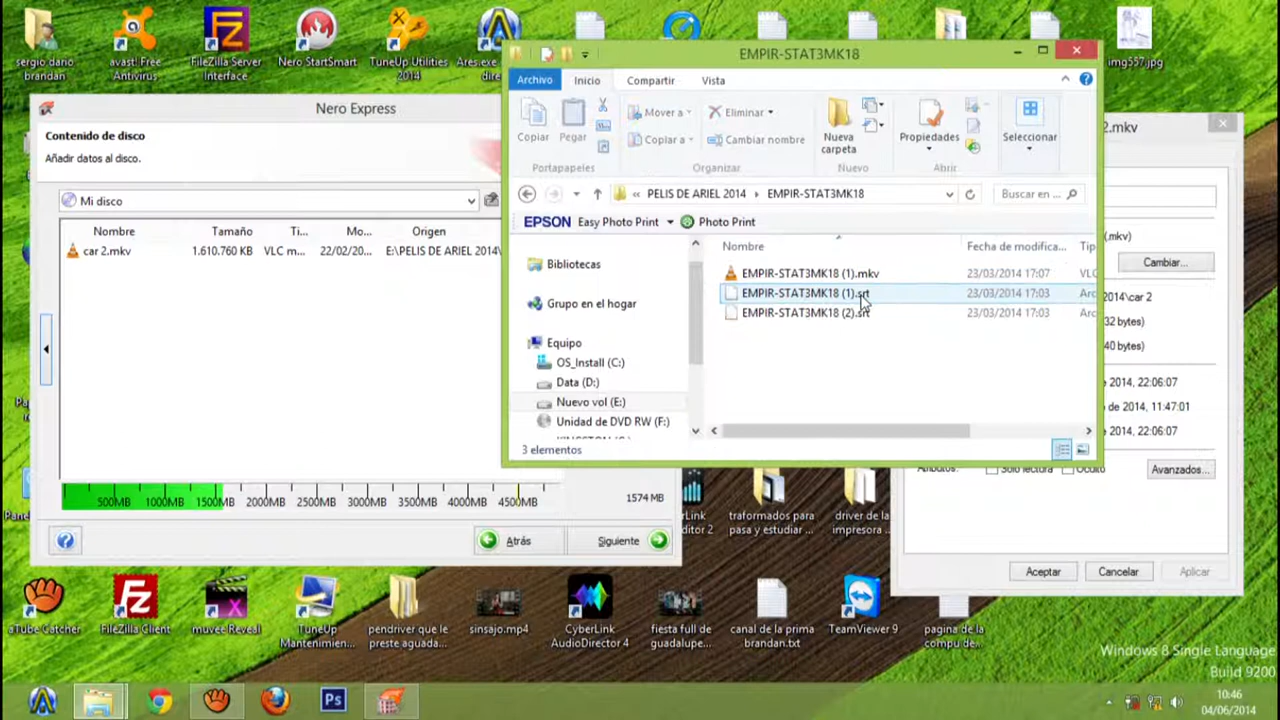 sergio dario
brandan
avast! Free
Antivirus
FileZilla Server
Interface
Nero StartSmart
TuneUp Utilities
2014
Ares.exe
direc
img557.jpg
Nero Express
Contenido de disco
Añadir datos al disco.
Mi disco
Nombre
Tamaño
Ti...
Mo...
Origen
car 2.mkv
1.610.760 KB
VLC m...
22/02/20...
E:\PELIS DE ARIEL 2014\
500MB
1000MB
1500MB
2000MB
2500MB
3000MB
3500MB
4000MB
4500MB
1574 MB
Atrás
Siguiente
EMPIR-STAT3MK18
Archivo
Inicio
Compartir
Vista
Copiar
Pegar
Mover a
Copiar a
Eliminar
Cambiar nombre
Nueva
carpeta
Propiedades
Seleccionar
Portapapeles
Organizar
Nuevo
Abrir
« PELIS DE ARIEL 2014 EMPIR-STAT3MK18
Buscar en ...
EPSON Easy Photo Print Photo Print
Bibliotecas
Grupo en el hogar
Equipo
OS_Install (C:)
Data (D:)
Nuevo vol (E:)
Unidad de DVD RW (F:)
Nombre
Fecha de modifica...
Tip
EMPIR-STAT3MK18 (1).mkv
23/03/2014 17:07
VLC
EMPIR-STAT3MK18 (1).srt
23/03/2014 17:03
Arc
EMPIR-STAT3MK18 (2).srt
23/03/2014 17:03
Arc
3 elementos
2.mkv
(.mkv)
Cambiar...
2014\car 2
32 bytes)
40 bytes)
2014, 22:06:07
de 2014, 11:47:01
2014, 22:06:07
Atributos:
Sólo lectura
Oculto
Avanzados...
Aceptar
Cancelar
Aplicar
traformados para
pasa y estudiar ...
driver de la
impresora ...
aTube Catcher
FileZilla Client
muvee Reveal
TuneUp
Mantenimien...
pendriver que le
preste aguada...
sinsajo.mp4
CyberLink
AudioDirector 4
fiesta full de
guadalupe...
canal de la prima
brandan.txt
TeamViewer 9
pagina de la
compu de...
Windows 8 Single Language
Build 9200
10:46
04/06/2014